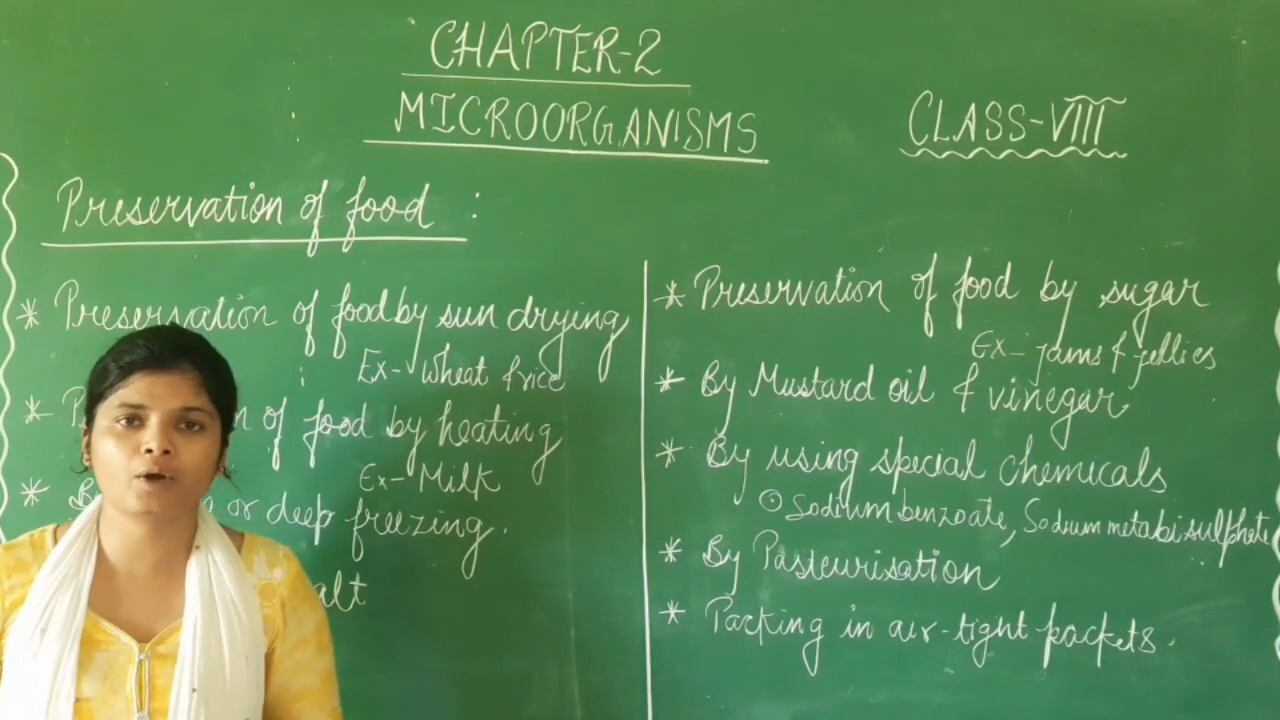 CHAPTER-2
MICROORGANISMS
CLASS-VIII
Preservation of food :
* Preservation of food by sun drying
Ex- Wheat & rice
* of food by heating
Ex- Milk
* or deep freezing.
* Preservation of food by sugar
Ex- jams & jellies
* By Mustard oil & vinegar
* By using special chemicals
⊙ Sodium benzoate, Sodium metabisulphate
* By Pasteurisation
* Packing in air-tight packets.